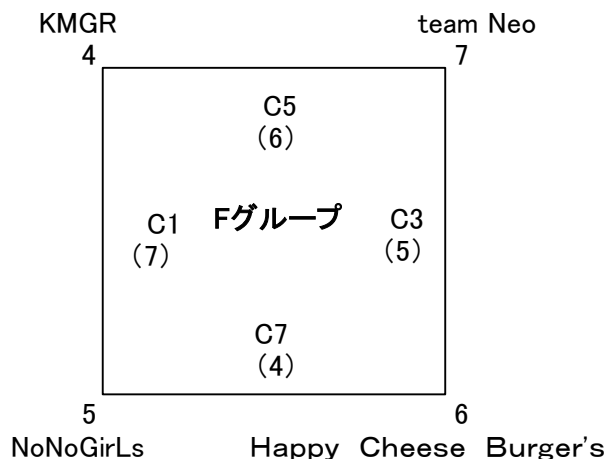 KMGR team Neo
4 7
C5
(6)
C1 Fグループ C3
(7) (5)
C7
(4)
5 6
NoNoGirLs Happy Cheese Burger's